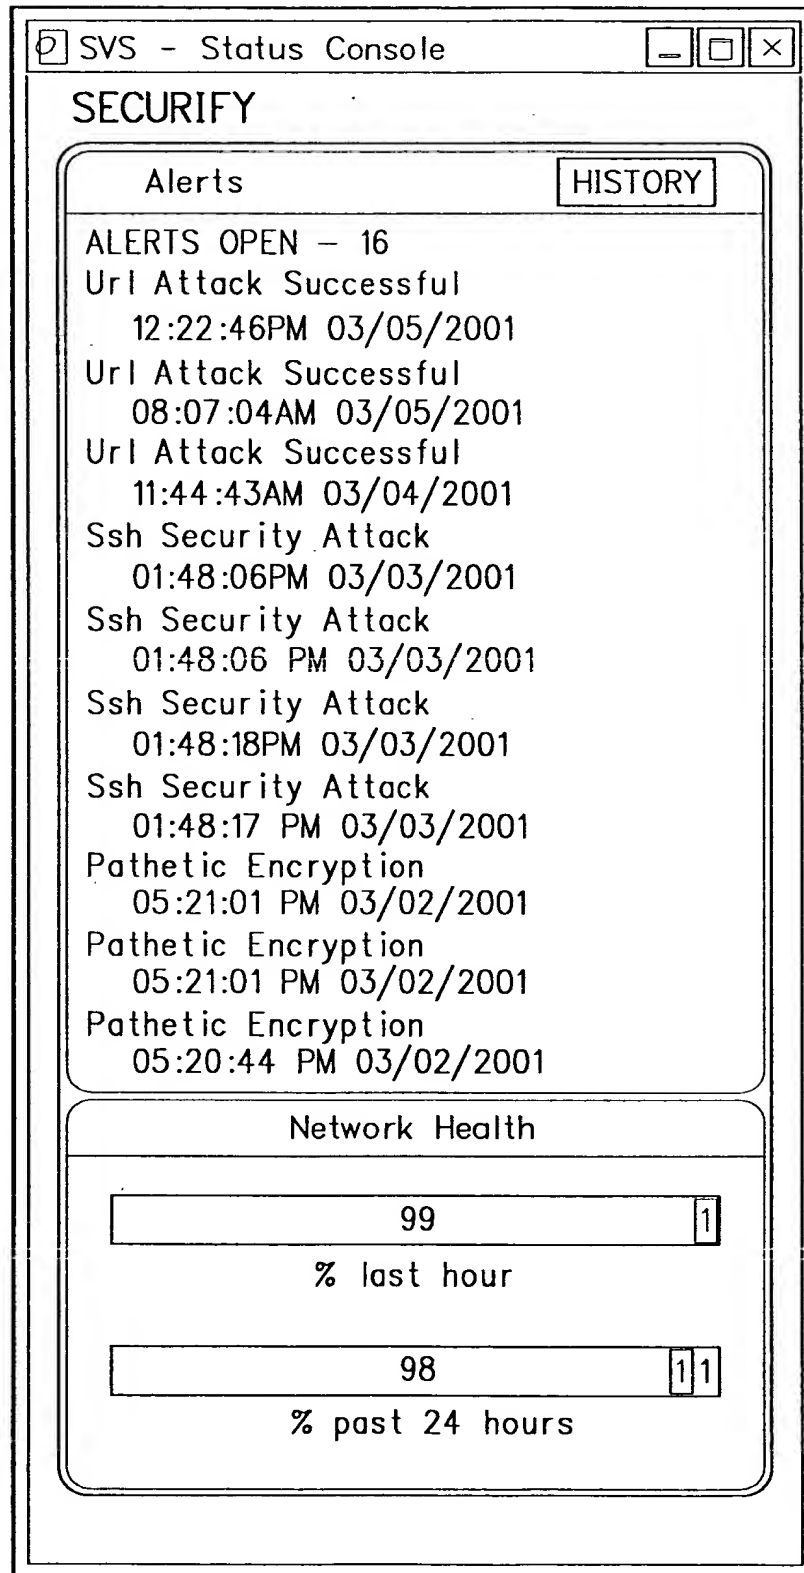 SVS - Status Console
SECURIFY
Alerts HISTORY
ALERTS OPEN – 16
Url Attack Successful
12:22:46PM 03/05/2001
Url Attack Successful
08:07:04AM 03/05/2001
Url Attack Successful
11:44:43AM 03/04/2001
Ssh Security Attack
01:48:06PM 03/03/2001
Ssh Security Attack
01:48:06 PM 03/03/2001
Ssh Security Attack
01:48:18PM 03/03/2001
Ssh Security Attack
01:48:17 PM 03/03/2001
Pathetic Encryption
05:21:01 PM 03/02/2001
Pathetic Encryption
05:21:01 PM 03/02/2001
Pathetic Encryption
05:20:44 PM 03/02/2001
Network Health
99 1
% last hour
98 1 1
% past 24 hours